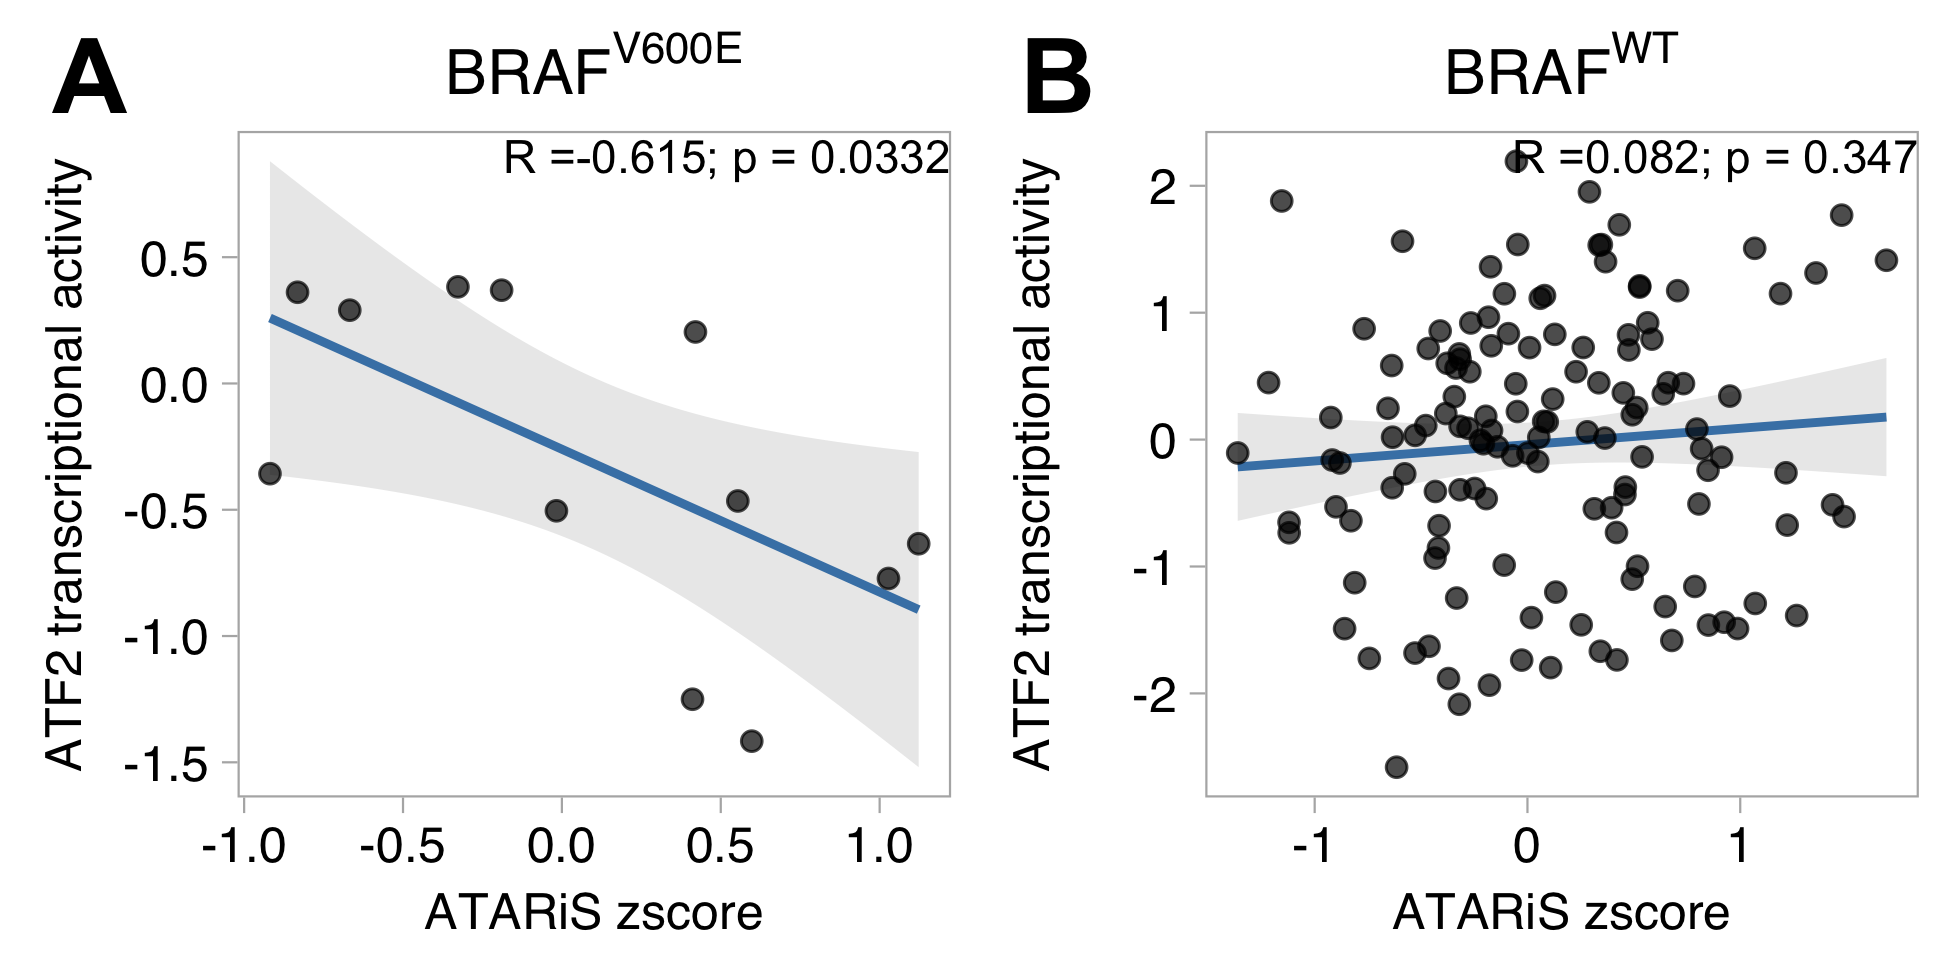 A
BRAF^V600E
R =-0.615; p = 0.0332
ATF2 transcriptional activity
0.5
0.0
-0.5
-1.0
-1.5
-1.0 -0.5 0.0 0.5 1.0
ATARiS zscore
B
BRAF^WT
R =0.082; p = 0.347
ATF2 transcriptional activity
2
1
0
-1
-2
-1 0 1
ATARiS zscore